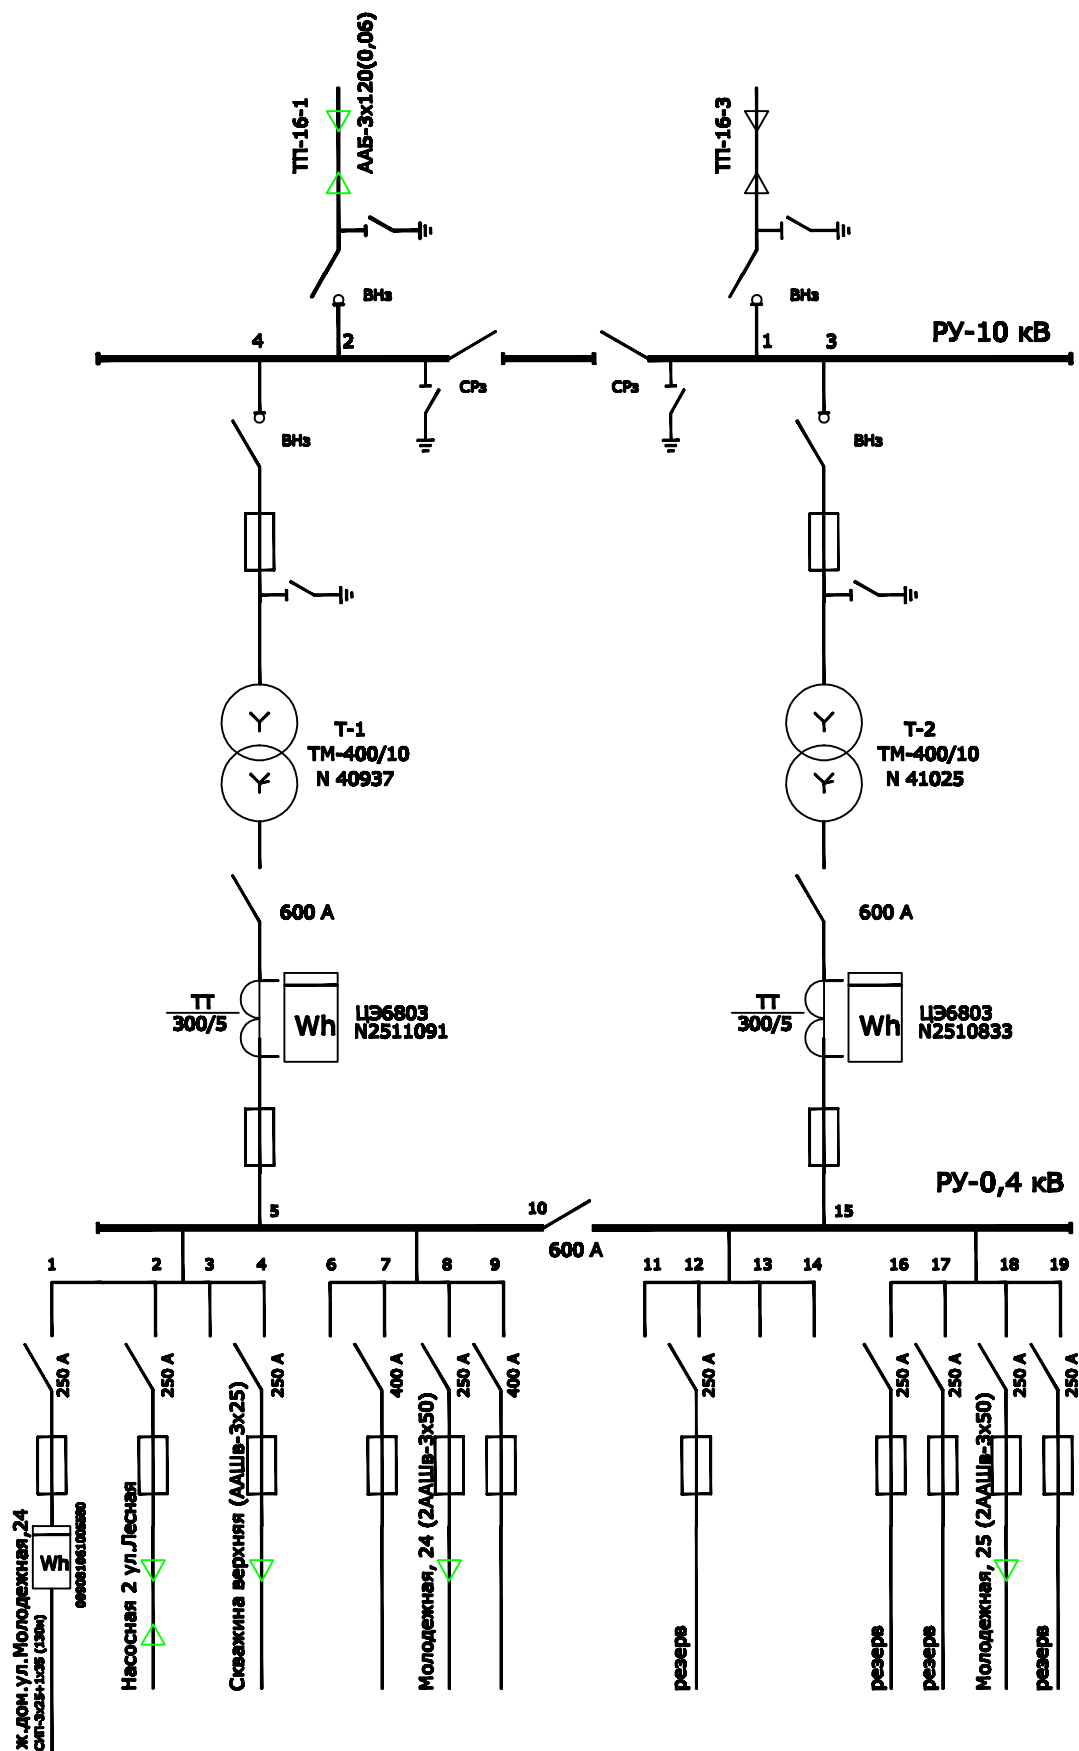 ТП-16-1
ААБ-3х120(0,06)
ТП-16-3
ВНз
ВНз
РУ-10 кВ
4
2
1
3
СРз
СРз
ВНз
ВНз
Т-1
ТМ-400/10
N 40937
Т-2
ТМ-400/10
N 41025
600 А
600 А
ТТ
300/5
Wh
ЦЭ6803
N2511091
ТТ
300/5
Wh
ЦЭ6803
N2510833
РУ-0,4 кВ
5
10
15
600 А
1
2
3
4
6
7
8
9
11
12
13
14
16
17
18
19
250 А
250 А
250 А
400 А
250 А
400 А
250 А
250 А
250 А
250 А
250 А
ж.дом.ул.Молодежная,24
СИП-3х25+1х35 (130м)
Wh
Насосная 2 ул.Лесная
Скважина верхняя (ААШв-3х25)
Молодежная, 24 (2ААШв-3х50)
резерв
резерв
резерв
Молодежная, 25 (2ААШв-3х50)
резерв